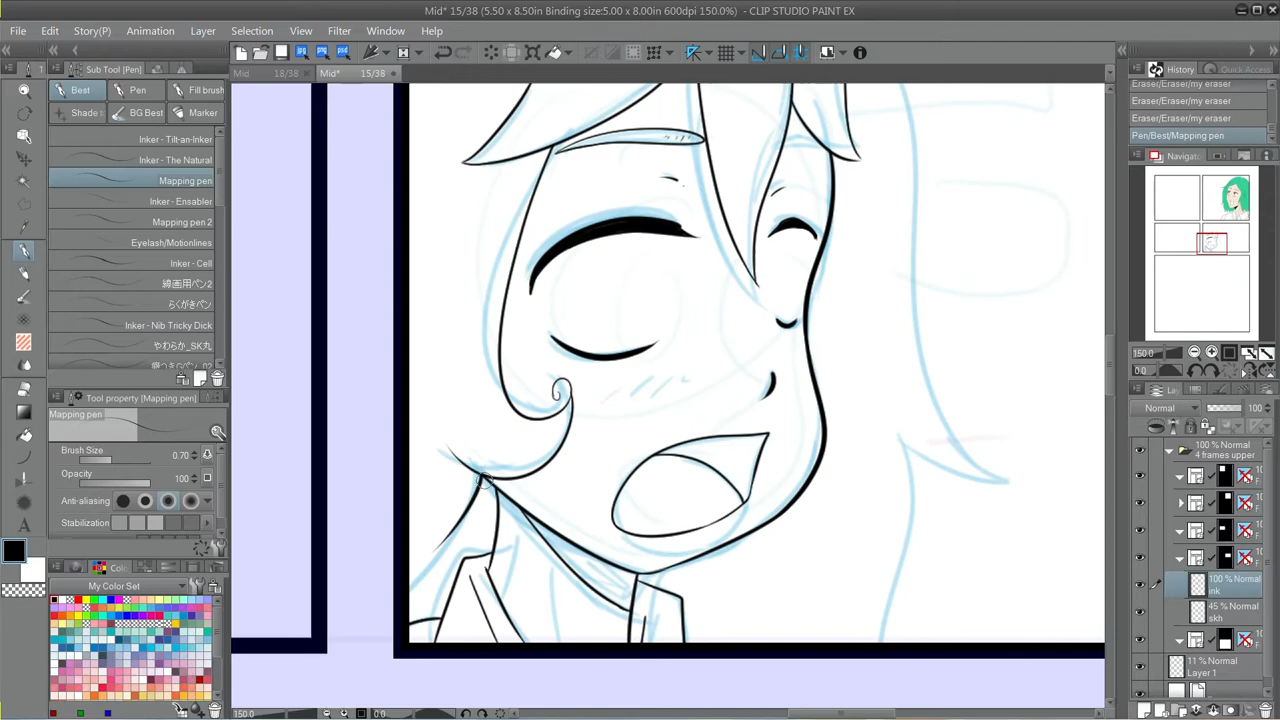 Mid* 15/38 (5.50 x 8.50in Binding size:5.00 x 8.00in 600dpi 150.0%) - CLIP STUDIO PAINT EX
File Edit Story(P) Animation Layer Selection View Filter Window Help
Mid 18/38 Mid* 15/38
1 Sub Tool [Pen]
Best Pen Fill brush
Shade BG Best Marker
Inker - Tilt-an-Inker
Inker - The Natural
Mapping pen
Inker - Ensabler
Mapping pen 2
Eyelash/Motionlines
Inker - Cell
線画用ペン
らくがきペン
Inker - Nib Tricky Dick
やわらか_SK丸
Tool property [Mapping pen]
Mapping pen
Brush Size 0.70
Opacity 100
Anti-aliasing
Stabilization
Color
My Color Set
150.0 0.0
History Quick Access
Eraser/Eraser/my eraser
Eraser/Eraser/my eraser
Eraser/Eraser/my eraser
Pen/Best/Mapping pen
Navigator
150.0
0.0
Normal 100
100 % Normal
4 frames upper
100 % Normal
ink
45 % Normal
skh
11 % Normal
Layer 1